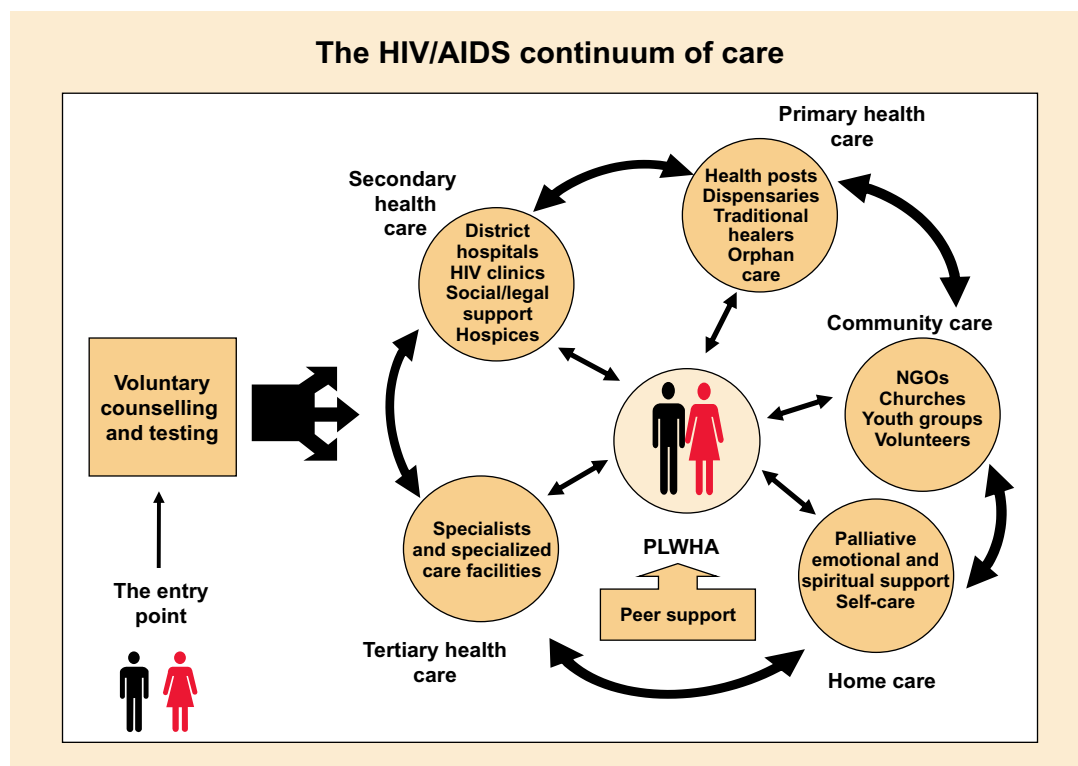 The HIV/AIDS continuum of care
Primary health
care
Health posts
Dispensaries
Traditional
healers
Orphan
care
Secondary
health
care
District
hospitals
HIV clinics
Social/legal
support
Hospices
Community care
NGOs
Churches
Youth groups
Volunteers
Voluntary
counselling
and testing
The entry
point
Specialists
and specialized
care facilities
Tertiary health
care
PLWHA
Peer support
Palliative
emotional and
spiritual support
Self-care
Home care